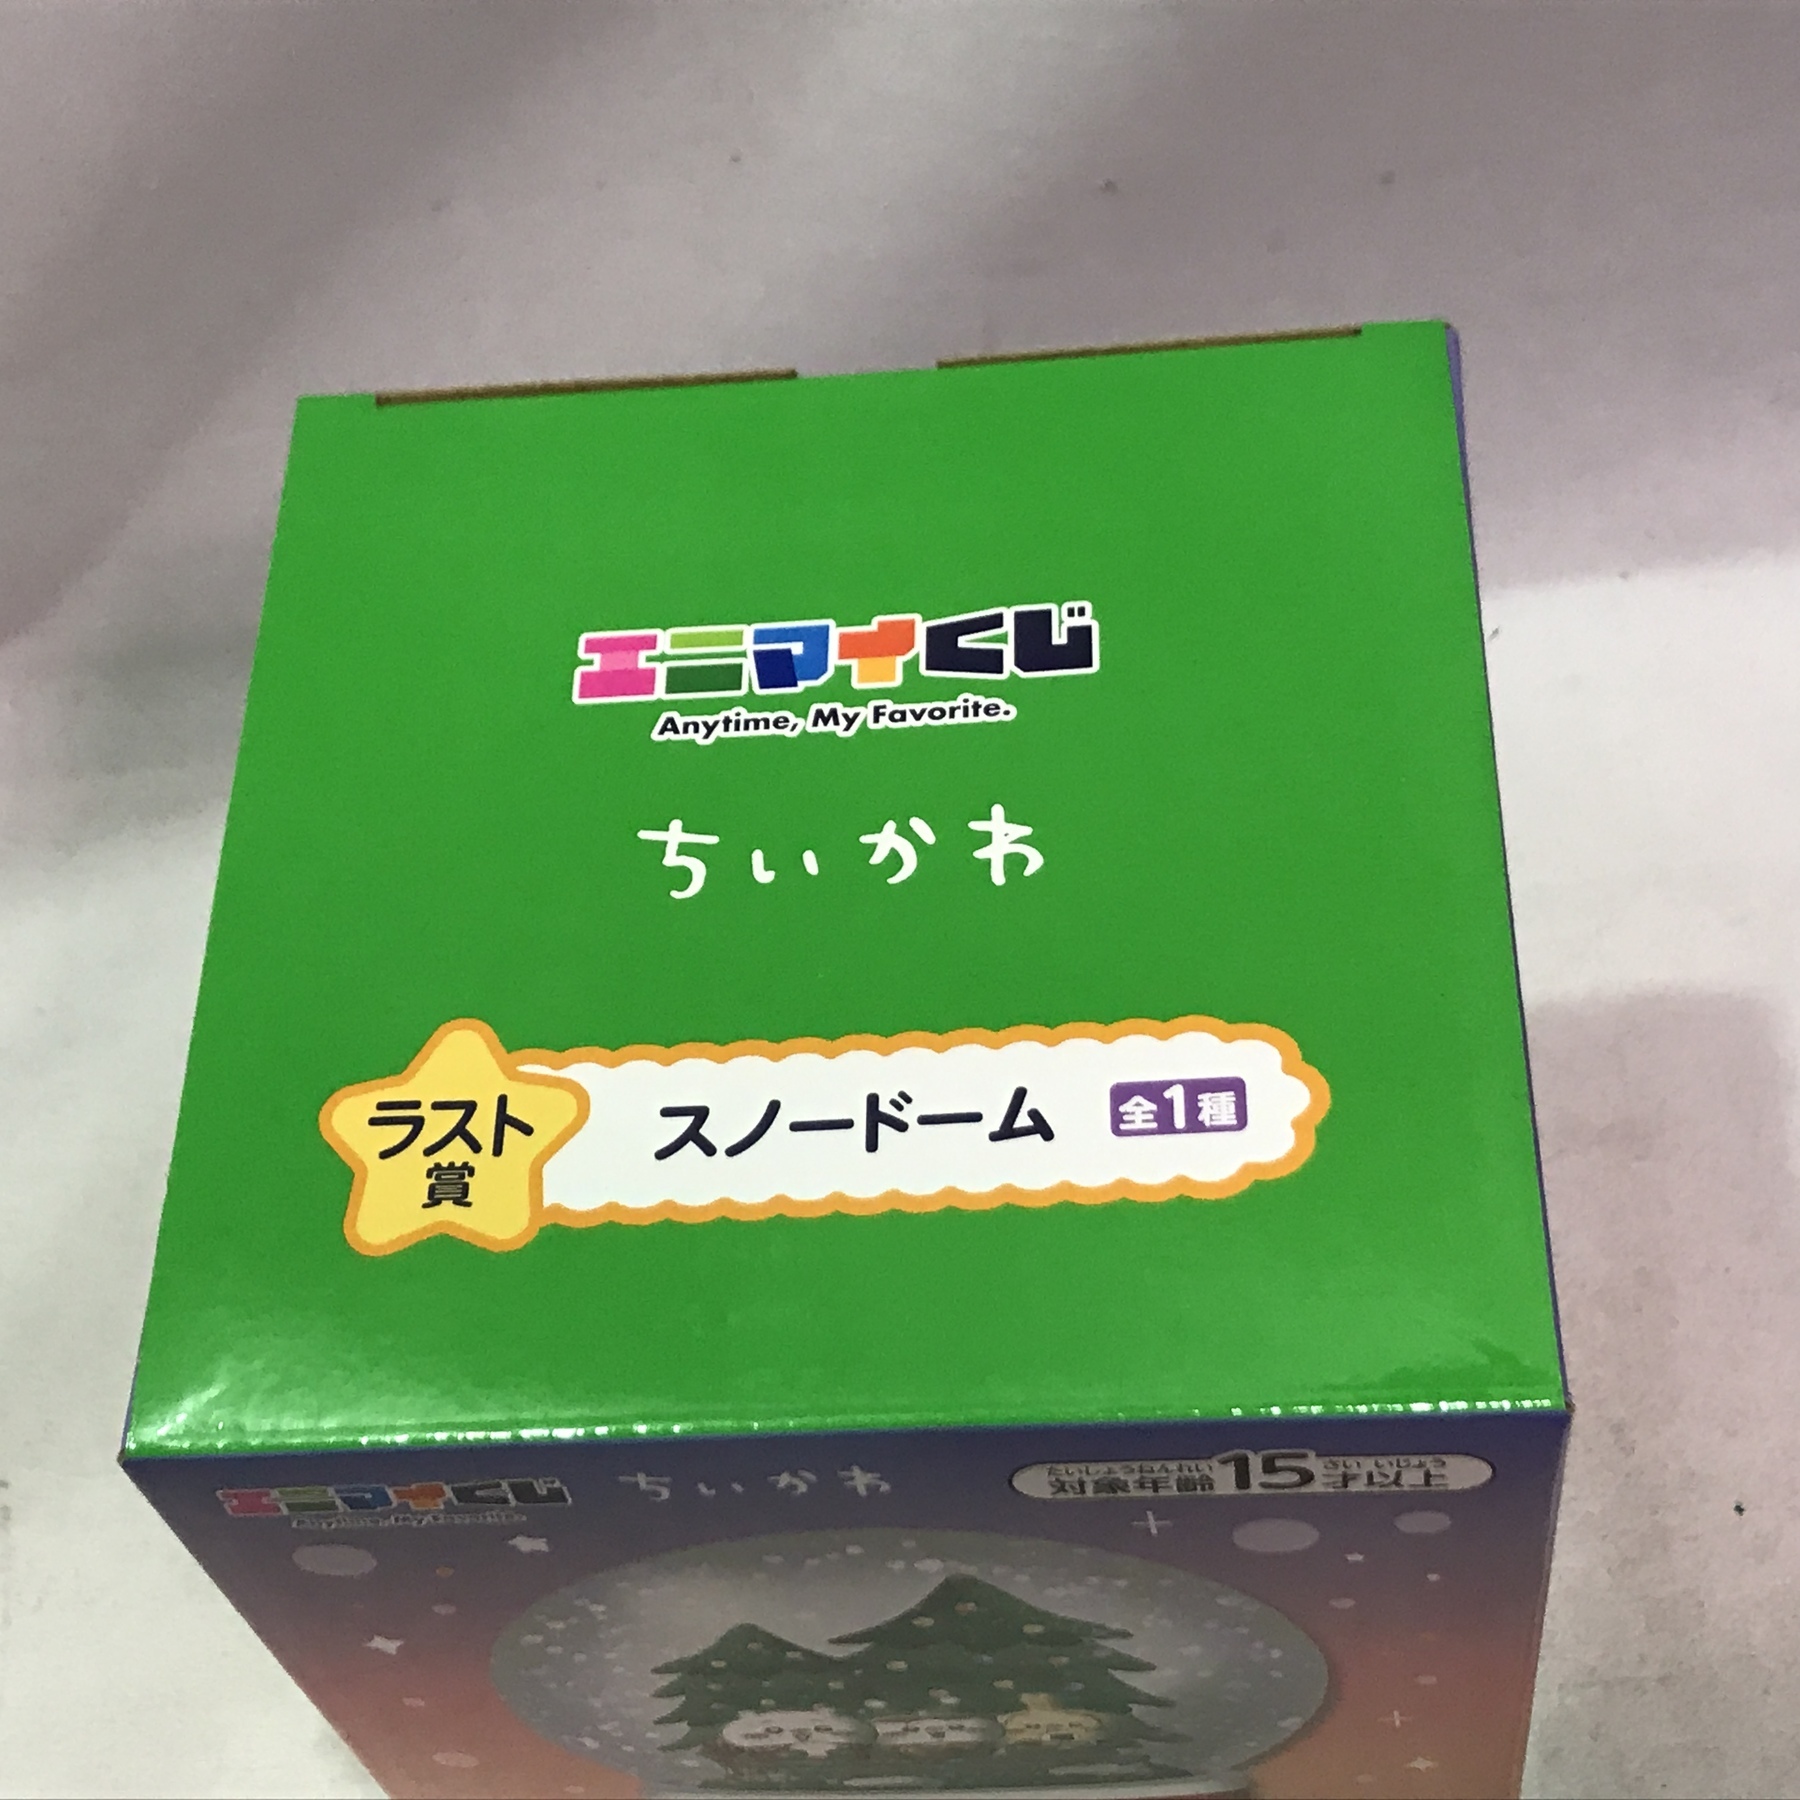 エニマイくじ
Anytime, My Favorite.
ちいかわ
ラスト
賞
スノードーム 全1種
エニマイくじ ちいかわ
Anytime, My Favorite.
たいしょうねんれい さい いじょう
対象年齢15才以上